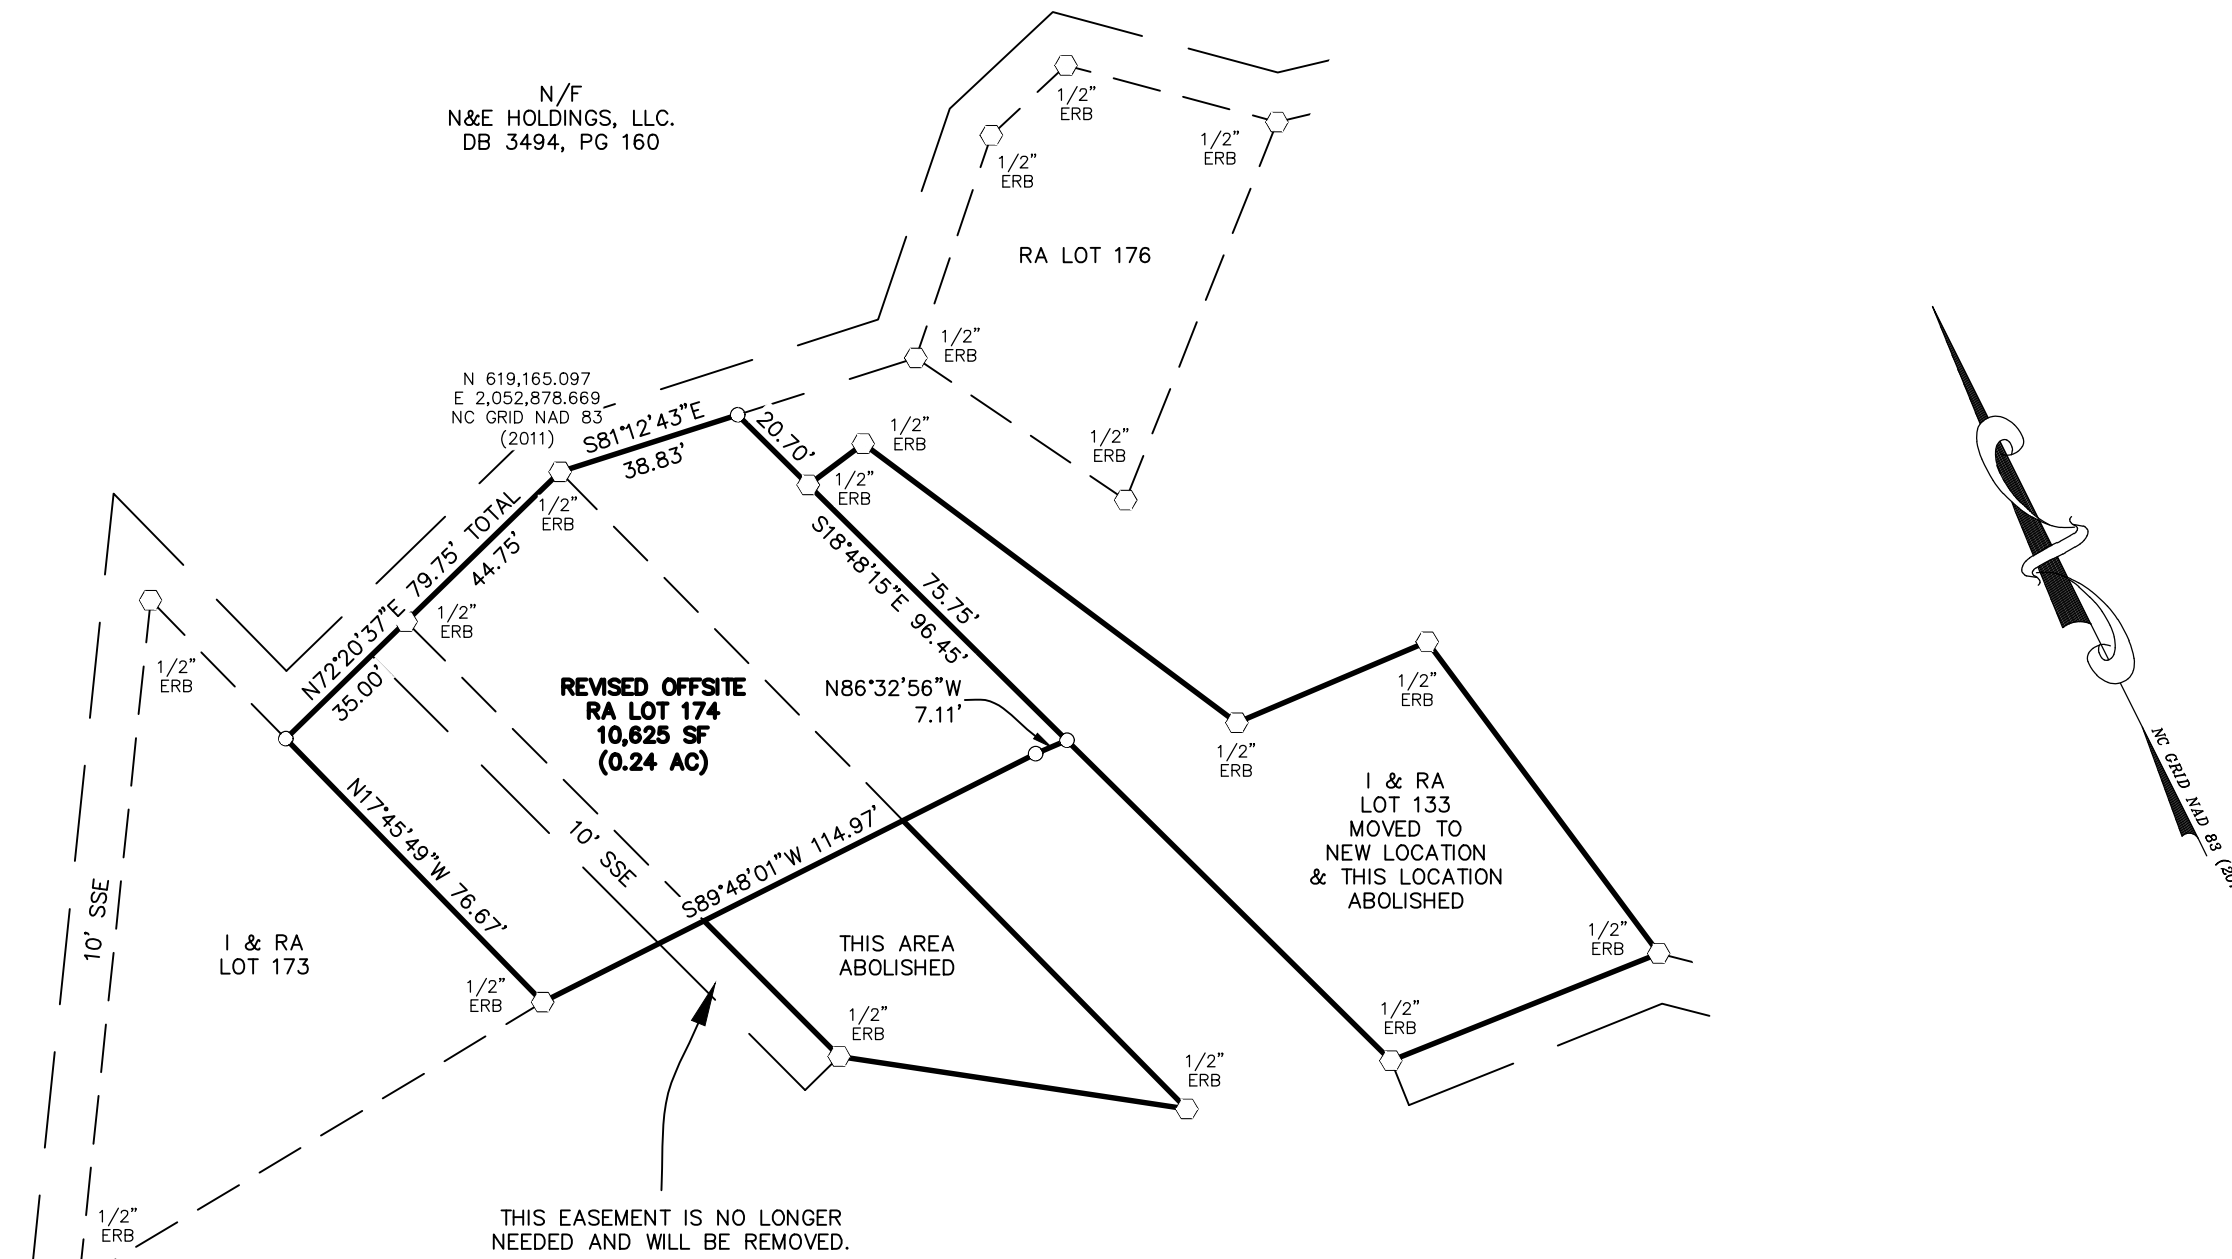 N/F
N&E HOLDINGS, LLC.
DB 3494, PG 160
1/2"
ERB
1/2"
ERB
1/2"
ERB
RA LOT 176
1/2"
ERB
1/2"
ERB
N 619,165.097
E 2,052,878.669
NC GRID NAD 83
(2011)
S81°12'43"E
38.83'
20.70'
1/2"
ERB
1/2"
ERB
1/2"
ERB
N72°20'37"E 79.75' TOTAL
44.75'
35.00'
1/2"
ERB
1/2"
ERB
S18°48'15"E 96.45'
75.75'
N86°32'56"W
7.11'
REVISED OFFSITE
RA LOT 174
10,625 SF
(0.24 AC)
1/2"
ERB
1/2"
ERB
I & RA
LOT 133
MOVED TO
NEW LOCATION
& THIS LOCATION
ABOLISHED
NC GRID NAD 83
N17°45'49"W 76.67'
10' SSE
S89°48'01"W 114.97'
10' SSE
I & RA
LOT 173
THIS AREA
ABOLISHED
1/2"
ERB
1/2"
ERB
1/2"
ERB
1/2"
ERB
1/2"
ERB
1/2"
ERB
THIS EASEMENT IS NO LONGER
NEEDED AND WILL BE REMOVED.